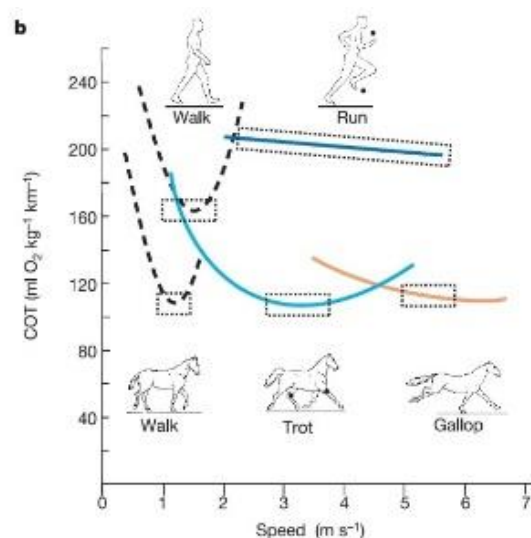 b
Walk
Run
240
200
160
120
80
40
COT (ml O₂ kg⁻¹ km⁻¹)
Walk
Trot
Gallop
0
1
2
3
4
5
6
7
Speed (m s⁻¹)